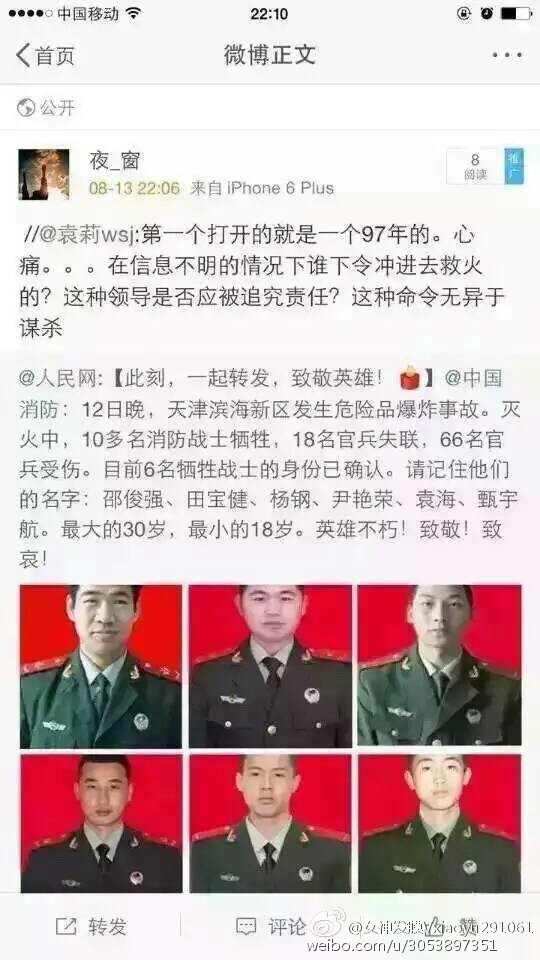 中国移动 22:10
首页 微博正文
公开
夜_窗
8
阅读
推广
08-13 22:06 来自 iPhone 6 Plus
//@袁莉wsj:第一个打开的就是一个97年的。心
痛。。。在信息不明的情况下谁下令冲进去救火
的？这种领导是否应被追究责任？这种命令无异于
谋杀
@人民网:【此刻，一起转发，致敬英雄！】@中国
消防：12日晚，天津滨海新区发生危险品爆炸事故。灭
火中，10多名消防战士牺牲，18名官兵失联，66名官
兵受伤。目前6名牺牲战士的身份已确认。请记住他们
的名字：邵俊强、田宝健、杨钢、尹艳荣、袁海、甄宇
航。最大的30岁，最小的18岁。英雄不朽！致敬！致
哀！
转发 评论 赞
weibo.com/u/3053897351